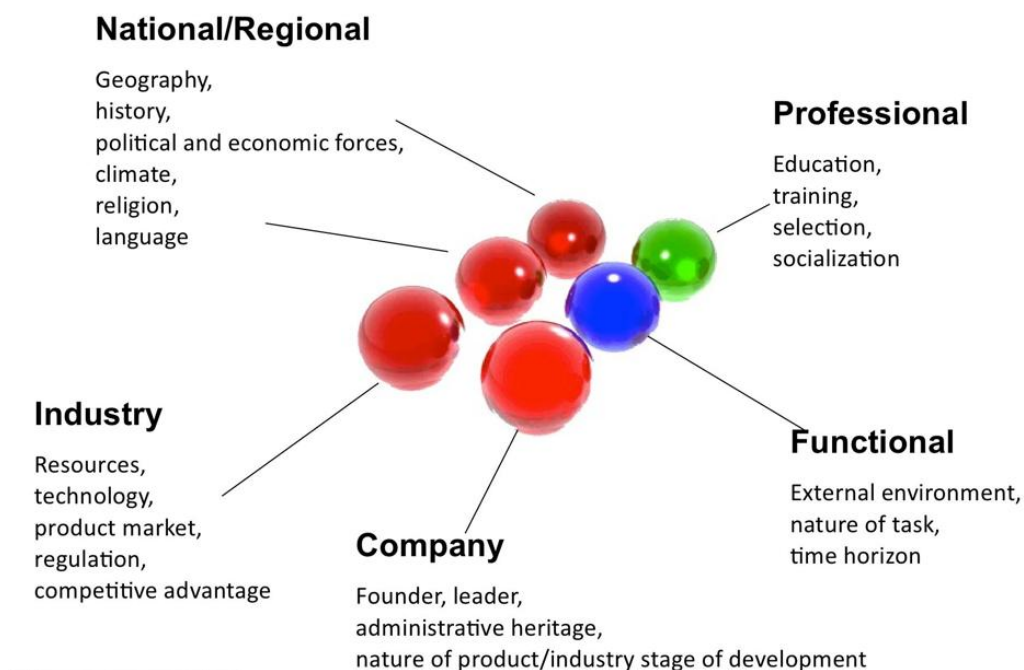 National/Regional
Geography,
history,
political and economic forces,
climate,
religion,
language
Professional
Education,
training,
selection,
socialization
Industry
Resources,
technology,
product market,
regulation,
competitive advantage
Company
Founder, leader,
administrative heritage,
nature of product/industry stage of development
Functional
External environment,
nature of task,
time horizon